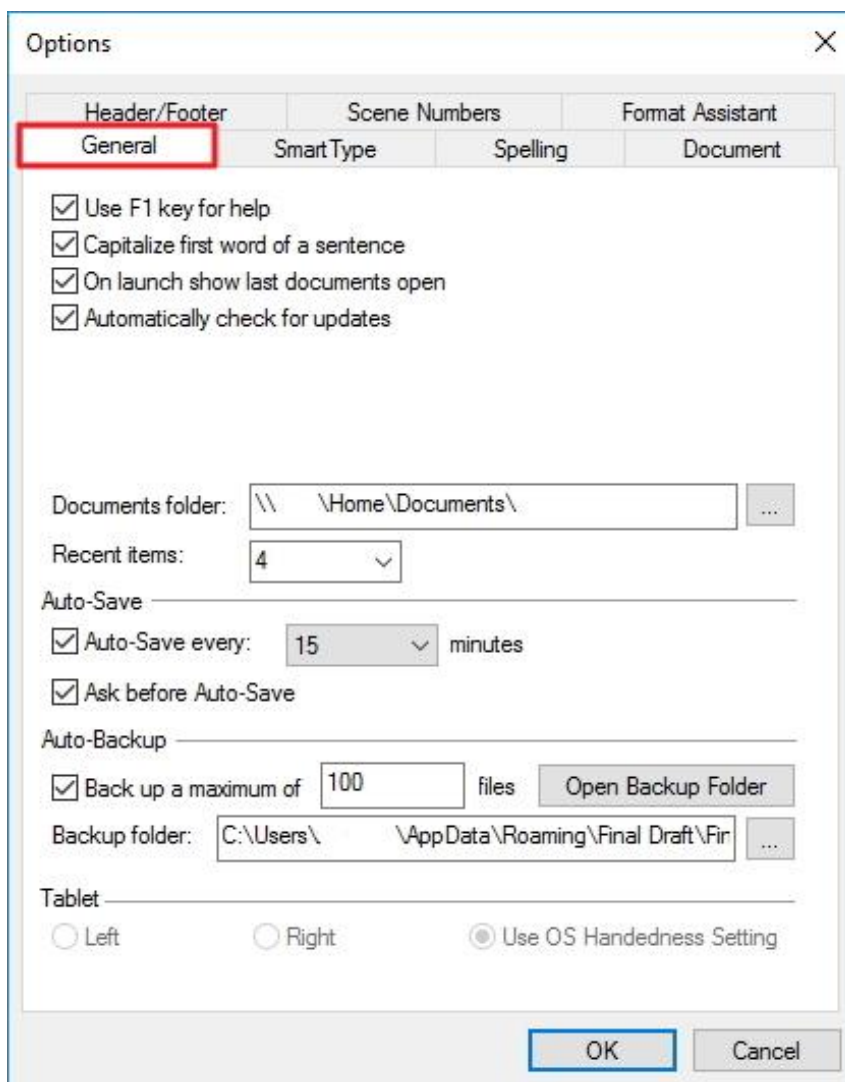 Options
Header/Footer Scene Numbers Format Assistant
General SmartType Spelling Document
Use F1 key for help
Capitalize first word of a sentence
On launch show last documents open
Automatically check for updates
Documents folder: \\ \Home\Documents\ ...
Recent items: 4
Auto-Save
Auto-Save every: 15 minutes
Ask before Auto-Save
Auto-Backup
Back up a maximum of 100 files Open Backup Folder
Backup folder: C:\Users\ \AppData\Roaming\Final Draft\Fin ...
Tablet
Left Right Use OS Handedness Setting
OK Cancel